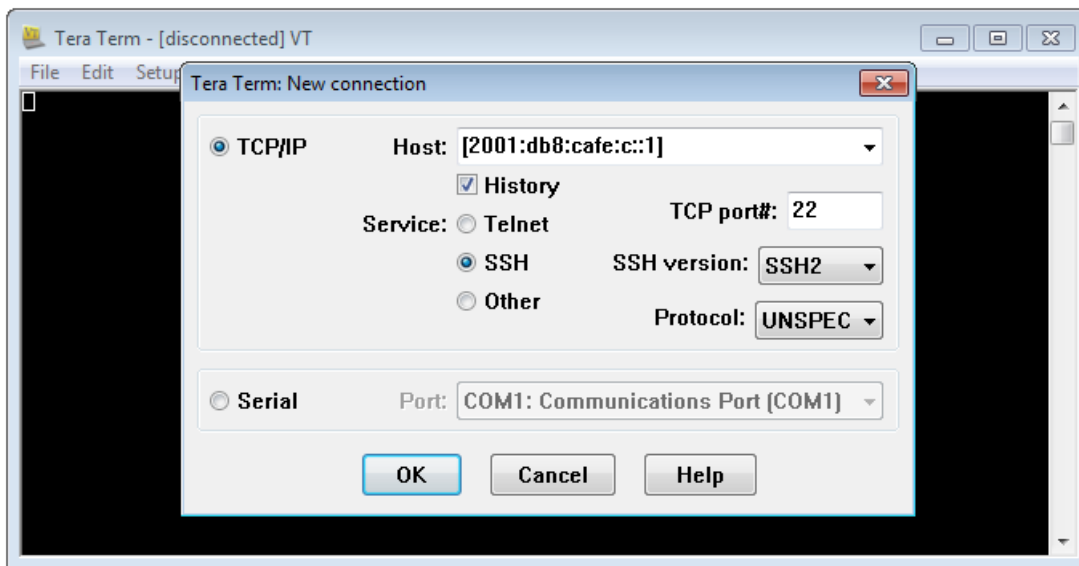 Tera Term - [disconnected] VT
File Edit Setup
Tera Term: New connection
TCP/IP Host: [2001:db8:cafe:c::1]
History
TCP port#: 22
Service: Telnet
SSH SSH version: SSH2
Other
Protocol: UNSPEC
Serial Port: COM1: Communications Port (COM1)
OK Cancel Help